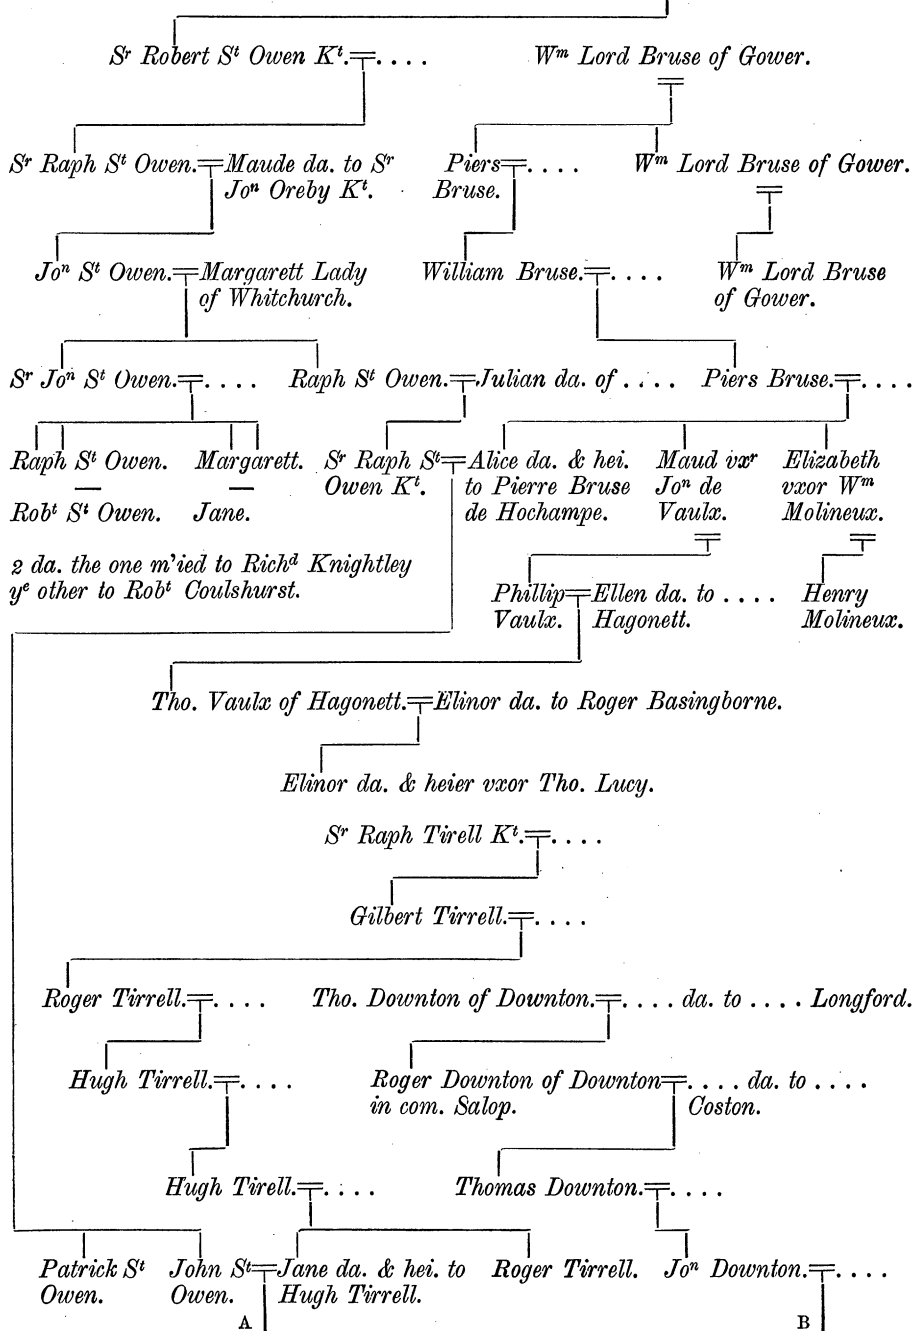 Sʳ Robert Sᵗ Owen Kᵗ.=. . . . Wᵐ Lord Bruse of Gower.
Sʳ Raph Sᵗ Owen.=Maude da. to Sʳ Piers=. . . . Wᵐ Lord Bruse of Gower.
Joⁿ Oreby Kᵗ. Bruse.
Joⁿ Sᵗ Owen.=Margarett Lady William Bruse.=. . . . Wᵐ Lord Bruse
of Whitchurch. of Gower.
Sʳ Joⁿ Sᵗ Owen.=. . . . Raph Sᵗ Owen.=Julian da. of . . . . Piers Bruse.=. . . .
Raph Sᵗ Owen. Margarett. Sʳ Raph Sᵗ=Alice da. & hei. Maud vxʳ Elizabeth
Owen Kᵗ. to Pierre Bruse Joⁿ de vxor Wᵐ
Robᵗ Sᵗ Owen. Jane. de Hochampe. Vaulx. Molineux.
2 da. the one m'ied to Richᵈ Knightley
yᵉ other to Robᵗ Coulshurst.
Phillip=Ellen da. to . . . . Henry
Vaulx. Hagonett. Molineux.
Tho. Vaulx of Hagonett.=Elinor da. to Roger Basingborne.
Elinor da. & heier vxor Tho. Lucy.
Sʳ Raph Tirell Kᵗ.=. . . .
Gilbert Tirrell.=. . . .
Roger Tirrell.=. . . . Tho. Downton of Downton.=. . . . da. to . . . . Longford.
Hugh Tirrell.=. . . . Roger Downton of Downton=. . . . da. to . . . .
in com. Salop. Coston.
Hugh Tirell.=. . . . Thomas Downton.=. . . .
Patrick Sᵗ John Sᵗ=Jane da. & hei. to Roger Tirrell. Joⁿ Downton.=. . . .
Owen. Owen. Hugh Tirrell.
A B